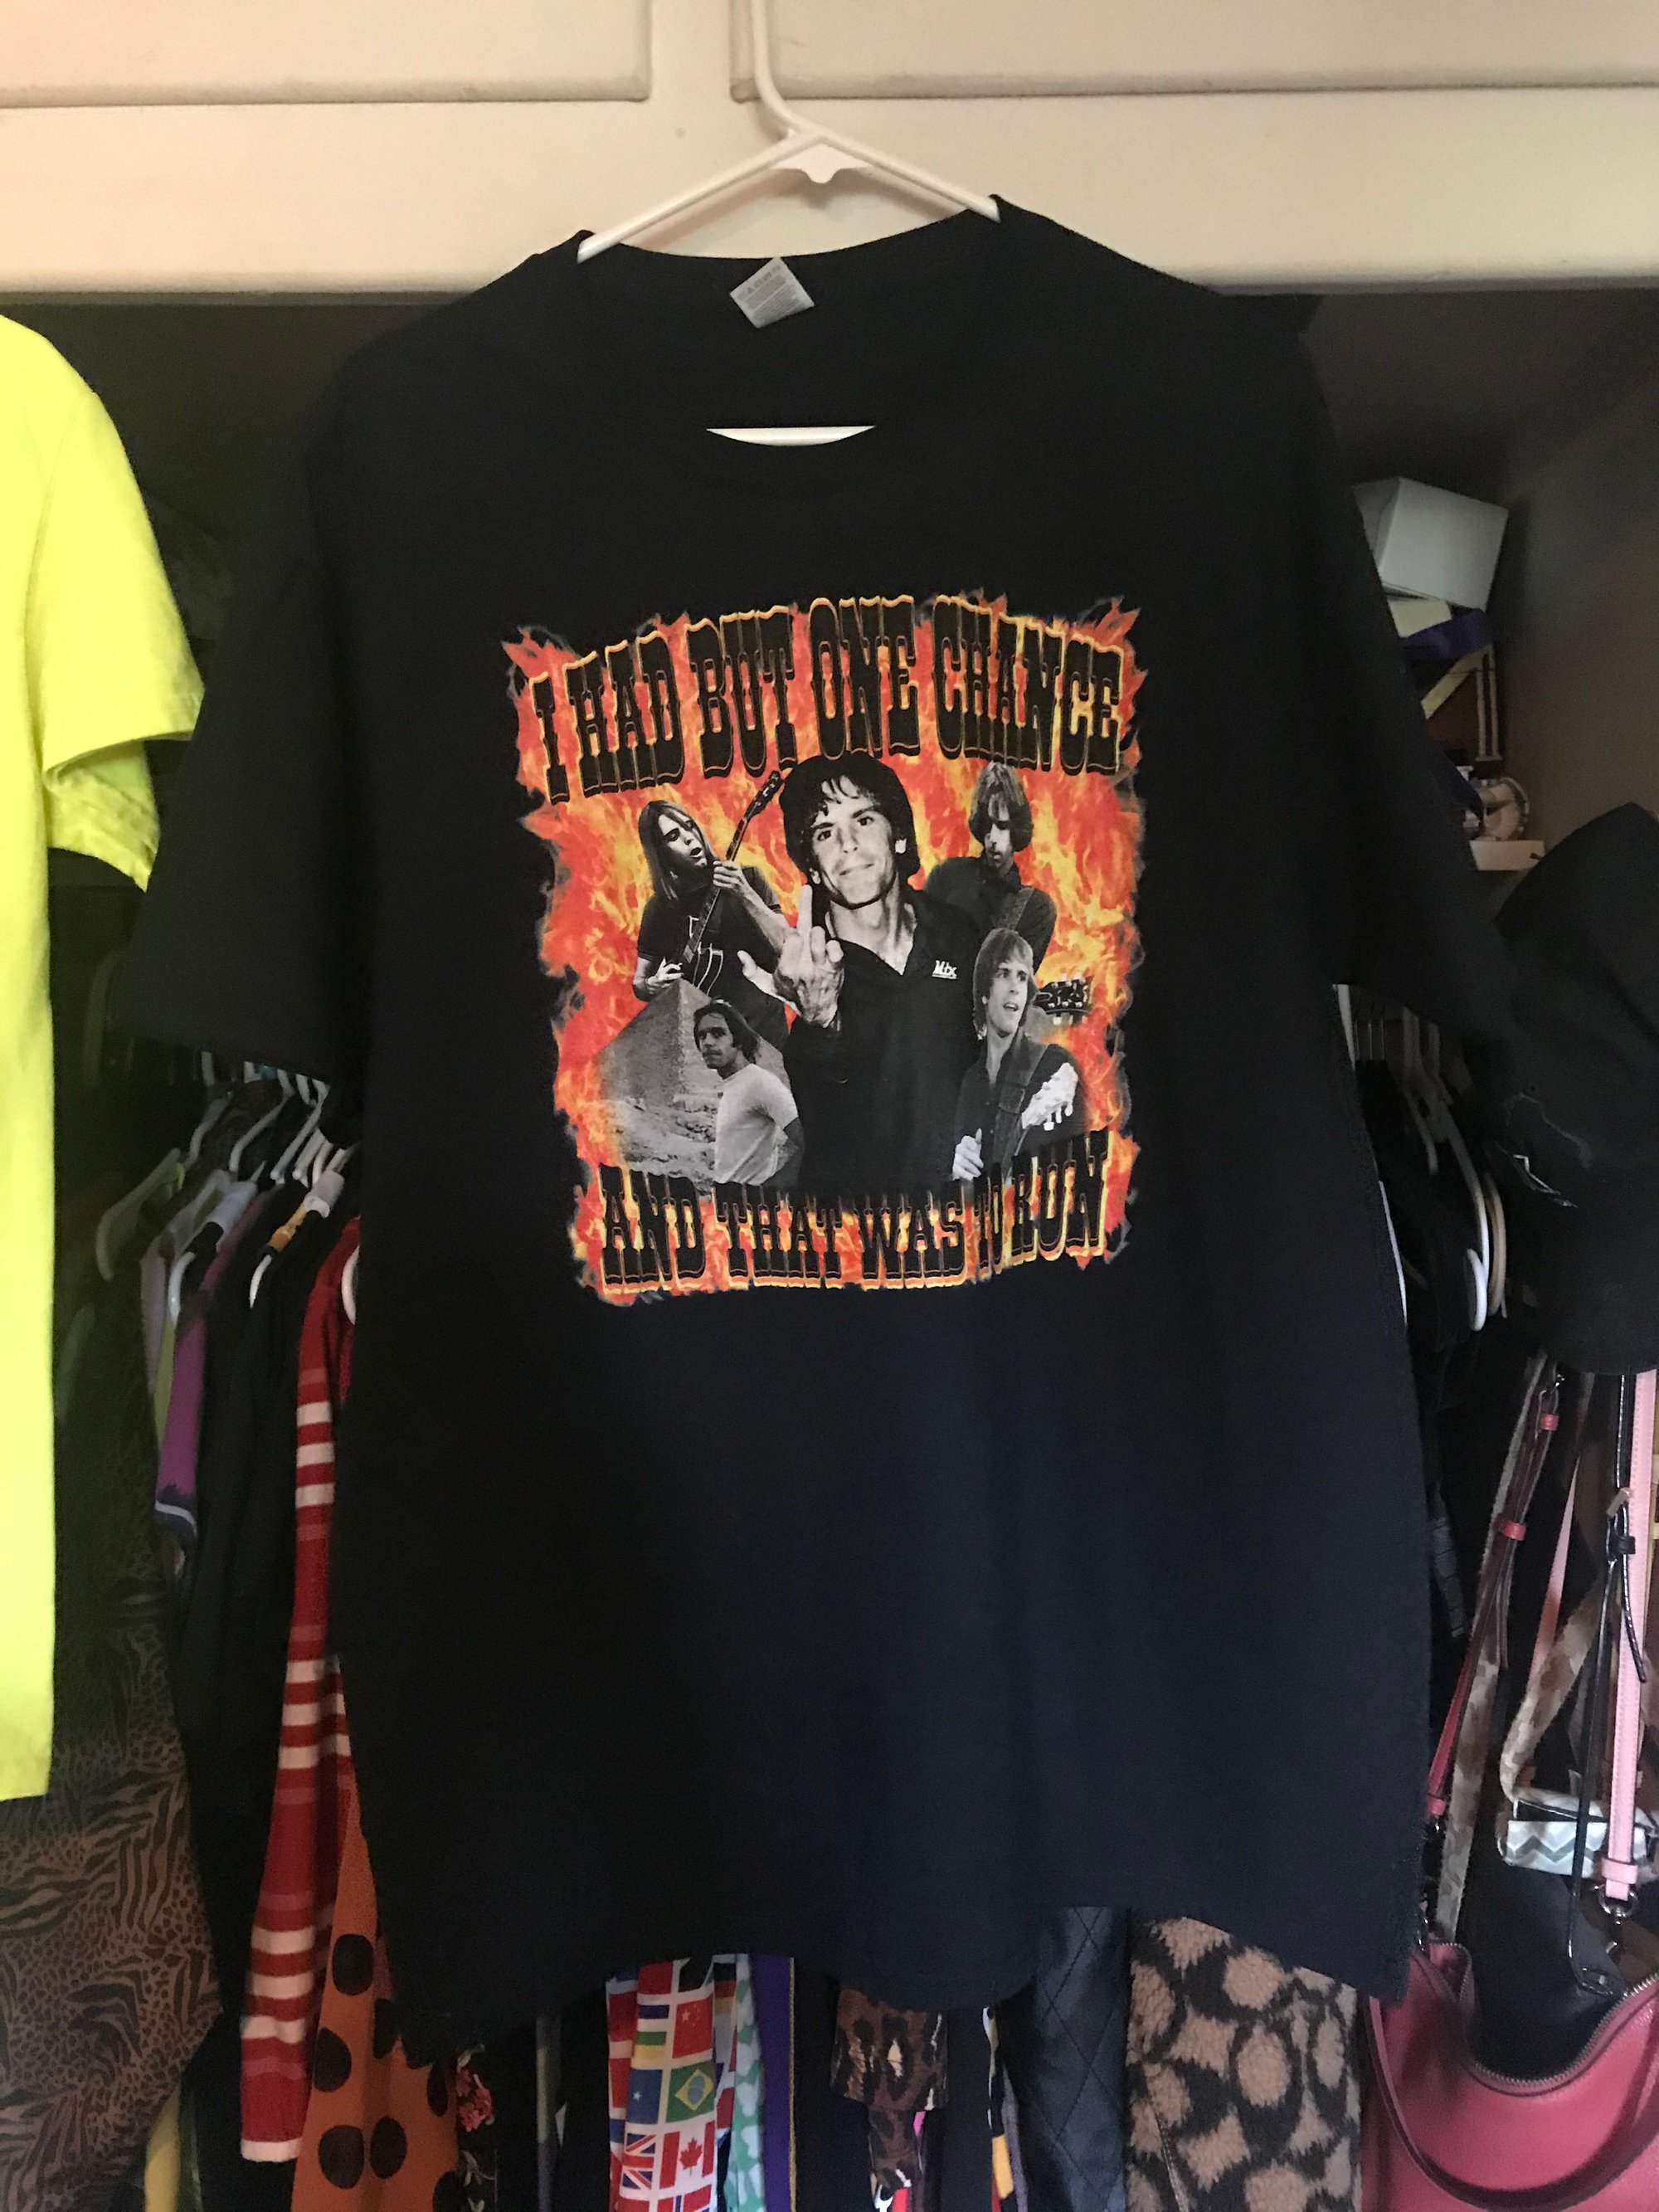 I HAD BUT ONE CHANCE
AND THAT WAS TO RUN